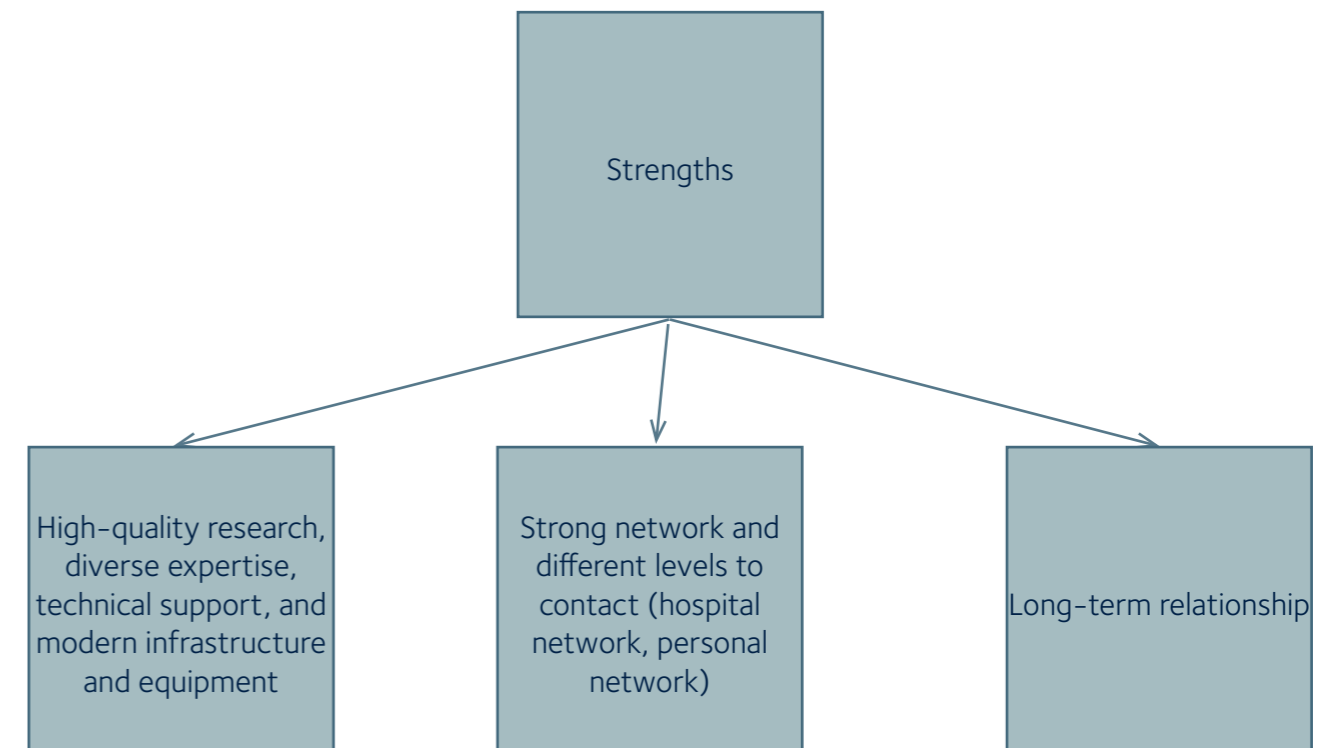 Strengths
High-quality research,
diverse expertise,
technical support, and
modern infrastructure
and equipment
Strong network and
different levels to
contact (hospital
network, personal
network)
Long-term relationship